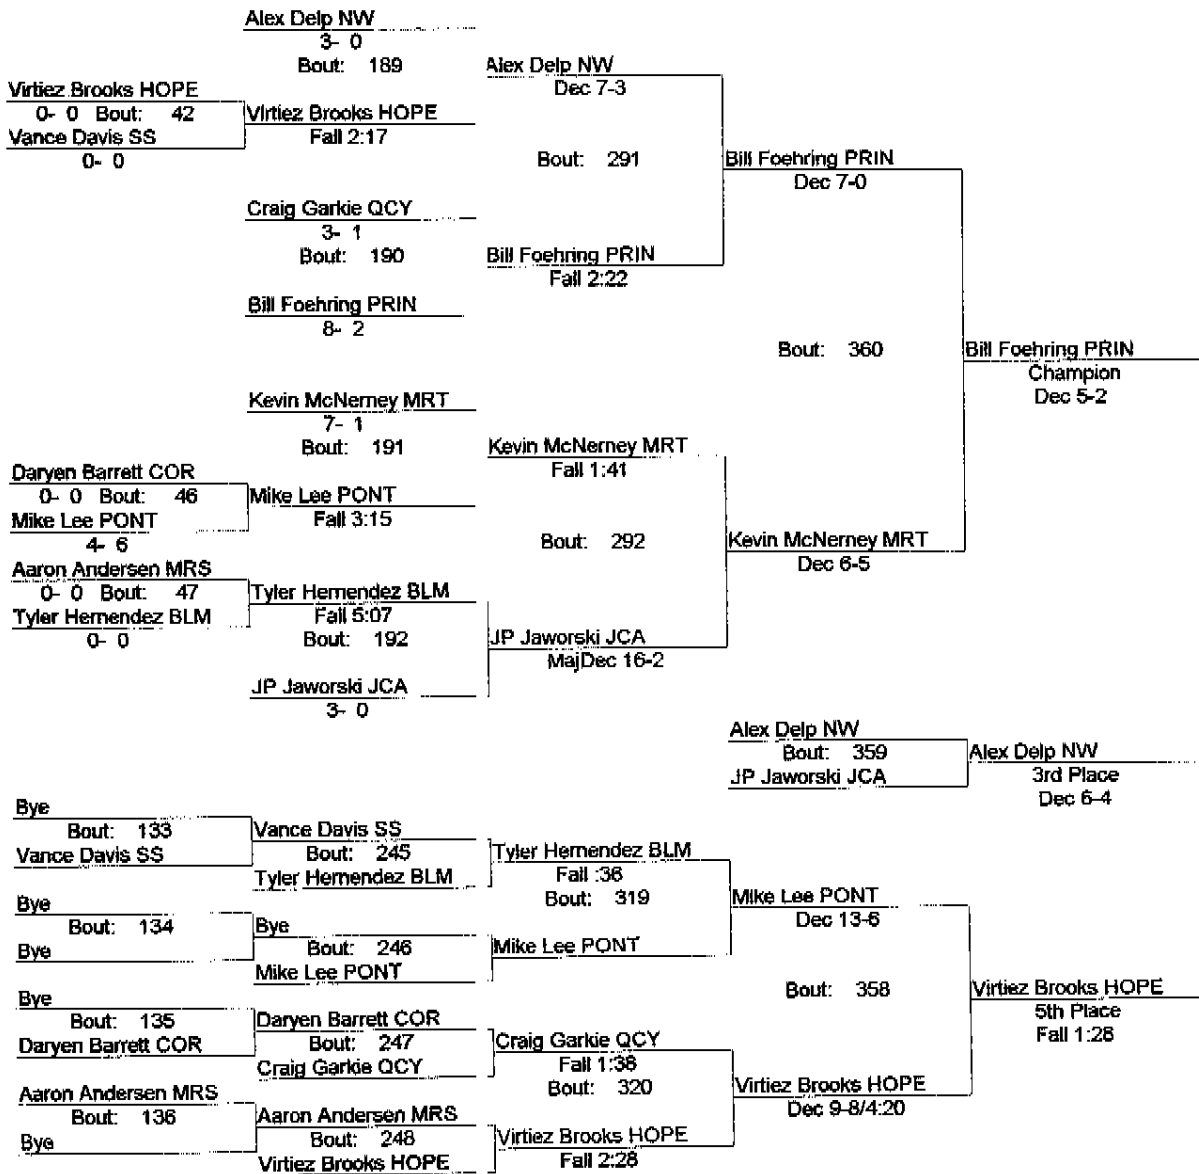 Alex Delp NW
3- 0
Bout: 189
Alex Delp NW
Dec 7-3
Virtiez Brooks HOPE
0- 0 Bout: 42
Virtiez Brooks HOPE
Vance Davis SS
Fall 2:17
0- 0
Bout: 291
Bill Foehring PRIN
Dec 7-0
Craig Garkie QCY
3- 1
Bout: 190
Bill Foehring PRIN
Fall 2:22
Bill Foehring PRIN
8- 2
Bout: 360
Bill Foehring PRIN
Champion
Dec 5-2
Kevin McNerney MRT
7- 1
Bout: 191
Kevin McNerney MRT
Fall 1:41
Daryen Barrett COR
0- 0 Bout: 46
Mike Lee PONT
Mike Lee PONT
Fall 3:15
4- 6
Bout: 292
Kevin McNerney MRT
Dec 6-5
Aaron Andersen MRS
0- 0 Bout: 47
Tyler Hernendez BLM
Tyler Hernendez BLM
Fall 5:07
0- 0
Bout: 192
JP Jaworski JCA
MajDec 16-2
JP Jaworski JCA
3- 0
Alex Delp NW
Bout: 359
Alex Delp NW
JP Jaworski JCA
3rd Place
Dec 6-4
Bye
Bout: 133
Vance Davis SS
Vance Davis SS
Bout: 245
Tyler Hernendez BLM
Tyler Hernendez BLM
Fall :36
Bout: 319
Mike Lee PONT
Dec 13-6
Bye
Bout: 134
Bye
Bye
Bout: 246
Mike Lee PONT
Mike Lee PONT
Bout: 358
Virtiez Brooks HOPE
5th Place
Fall 1:28
Bye
Bout: 135
Daryen Barrett COR
Daryen Barrett COR
Bout: 247
Craig Garkie QCY
Craig Garkie QCY
Fall 1:38
Bout: 320
Virtiez Brooks HOPE
Dec 9-8/4:20
Aaron Andersen MRS
Bout: 136
Bye
Aaron Andersen MRS
Bout: 248
Virtiez Brooks HOPE
Virtiez Brooks HOPE
Fall 2:28